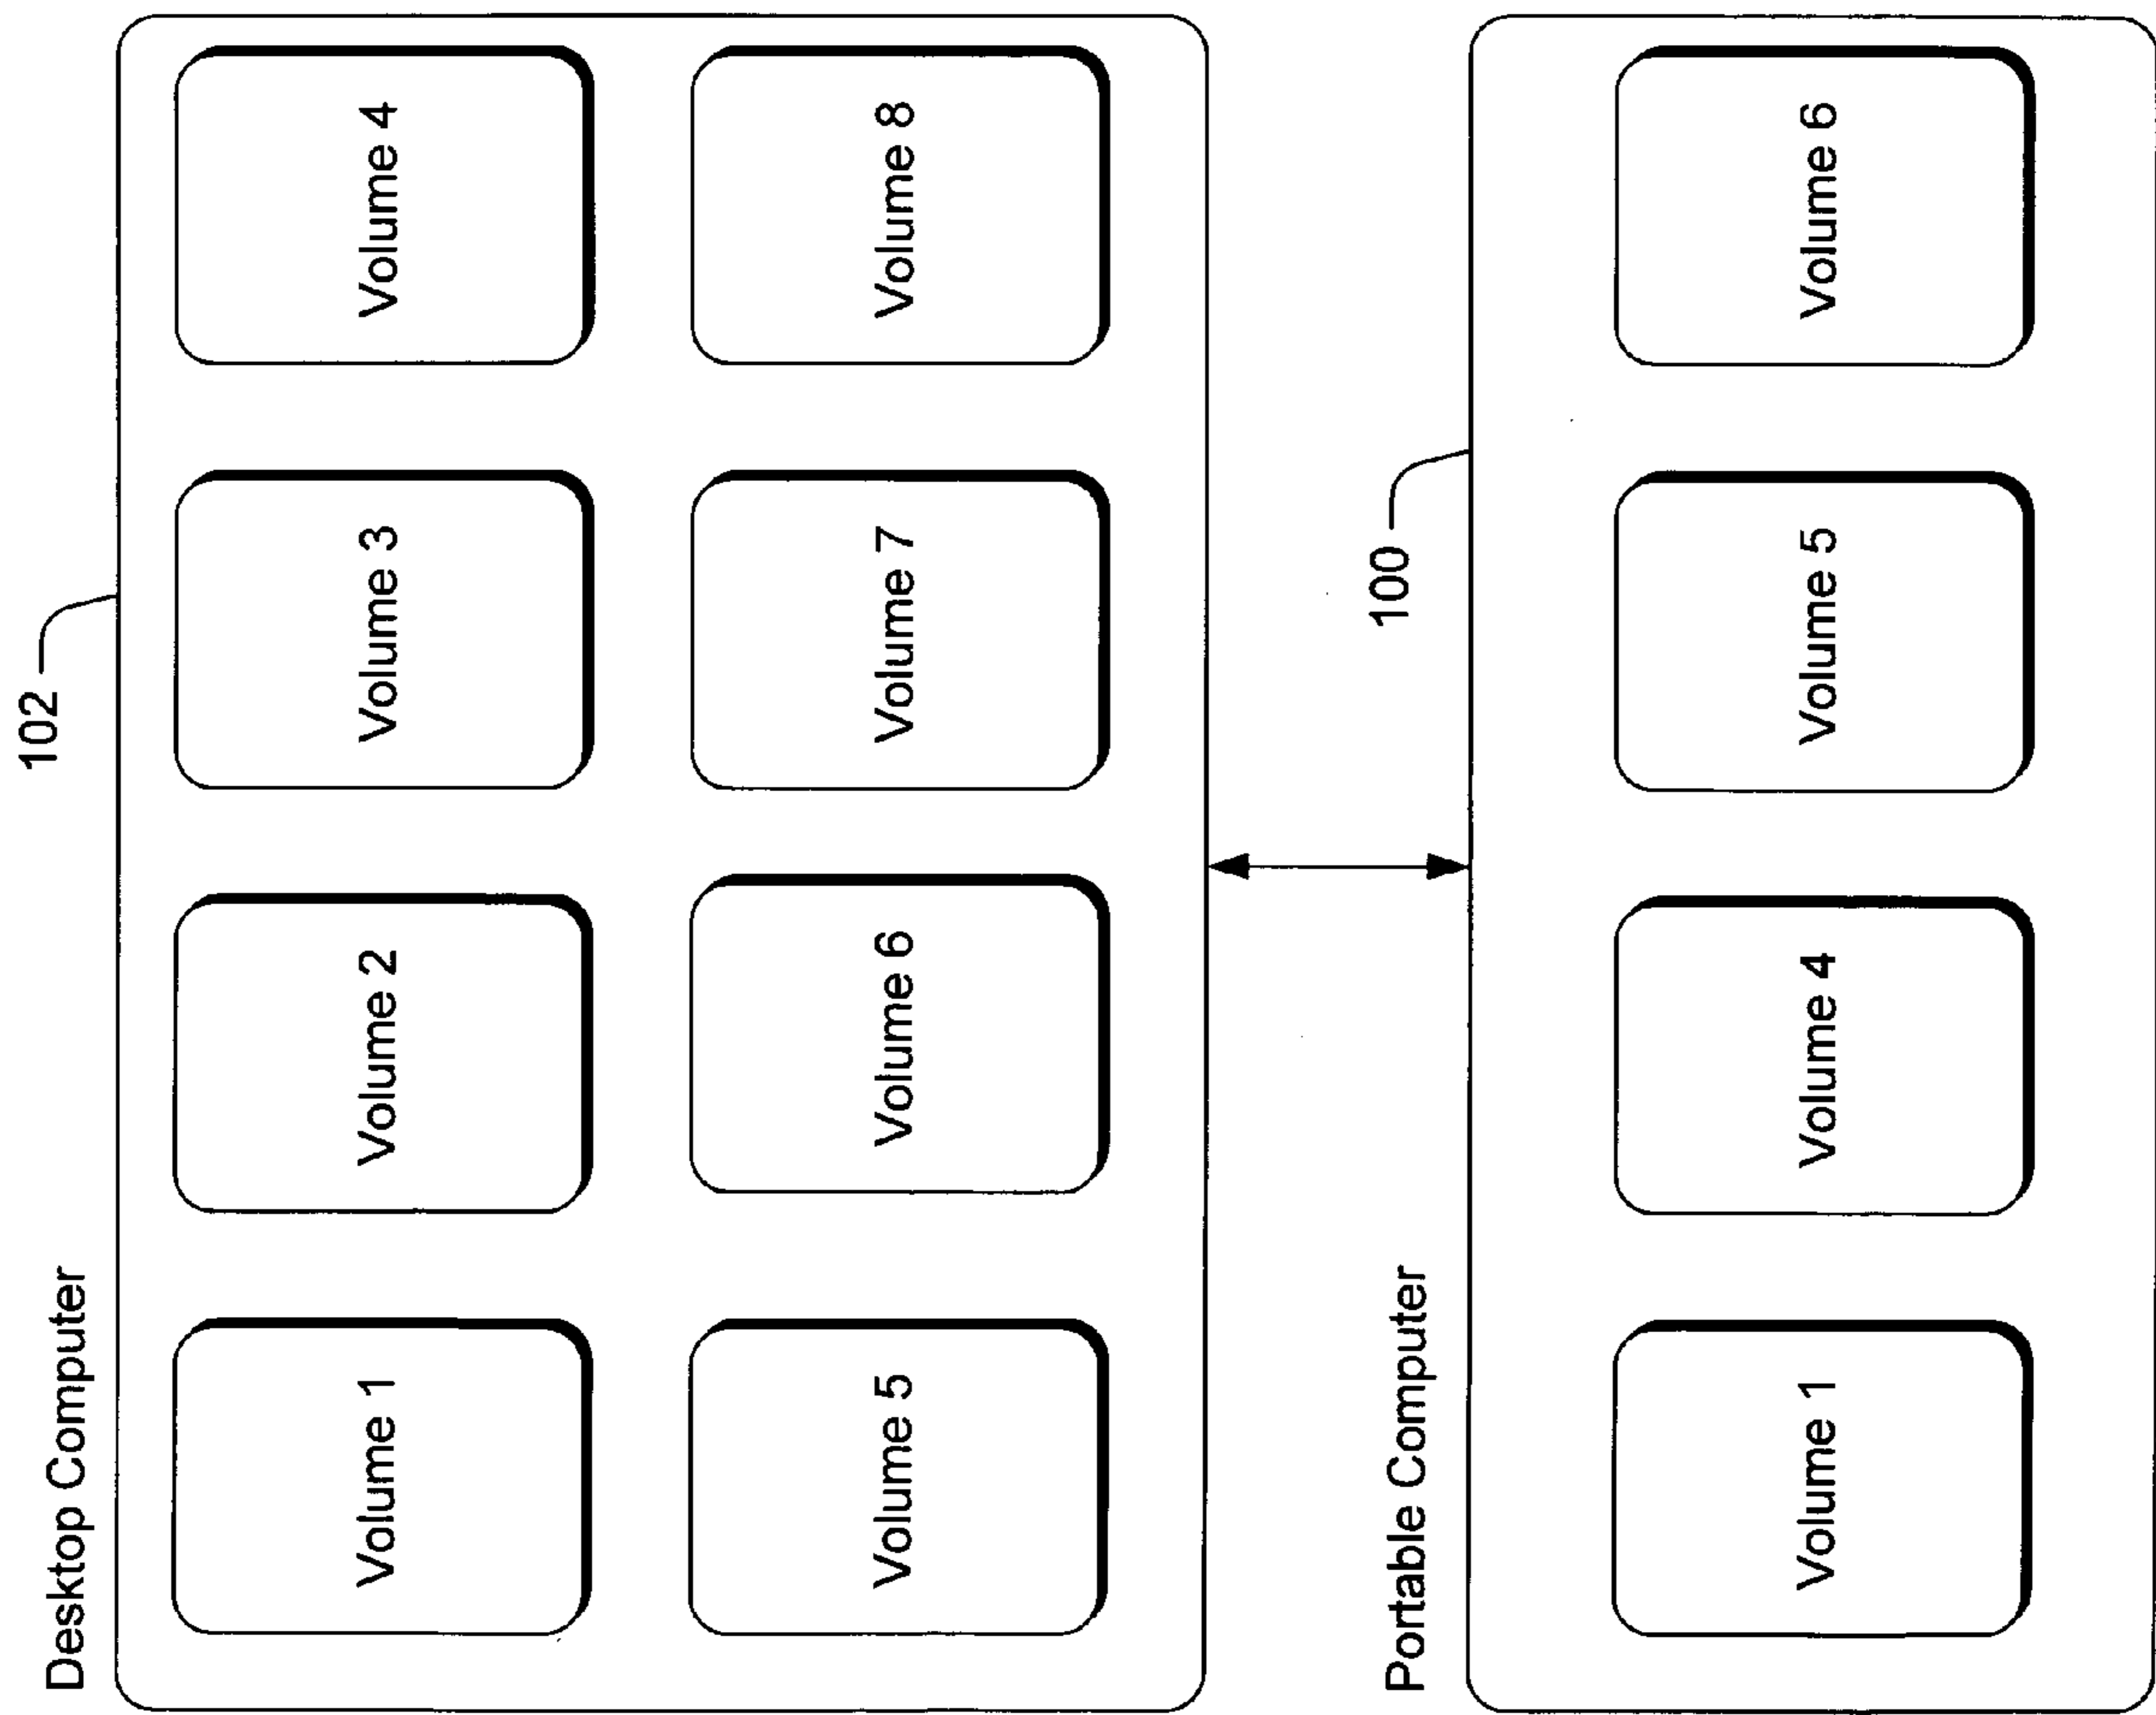 Desktop Computer
102
Volume 1
Volume 2
Volume 3
Volume 4
Volume 5
Volume 6
Volume 7
Volume 8
Portable Computer
100
Volume 1
Volume 4
Volume 5
Volume 6